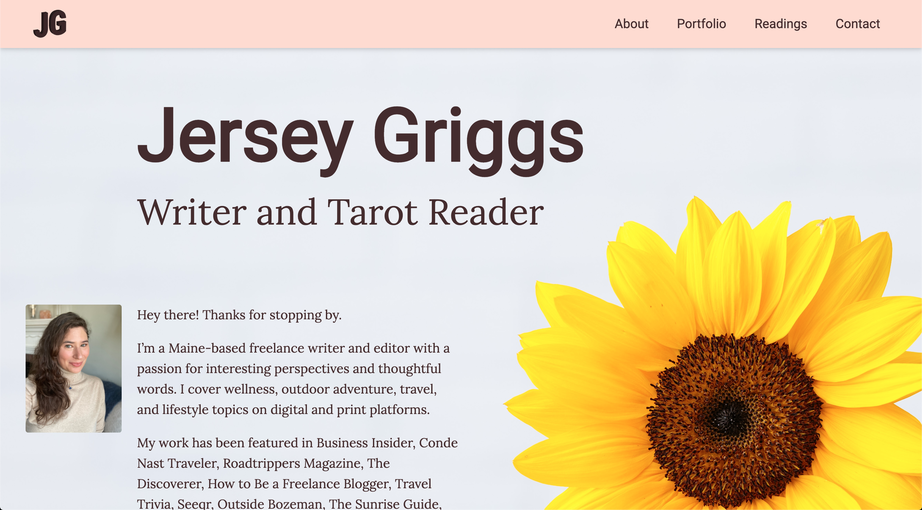 JG
About
Portfolio
Readings
Contact
Jersey Griggs
Writer and Tarot Reader
Hey there! Thanks for stopping by.
I'm a Maine-based freelance writer and editor with a
passion for interesting perspectives and thoughtful
words. I cover wellness, outdoor adventure, travel,
and lifestyle topics on digital and print platforms.
My work has been featured in Business Insider, Conde
Nast Traveler, Roadtrippers Magazine, The
Discoverer, How to Be a Freelance Blogger, Travel
Trivia, Seeqr, Outside Bozeman, The Sunrise Guide,